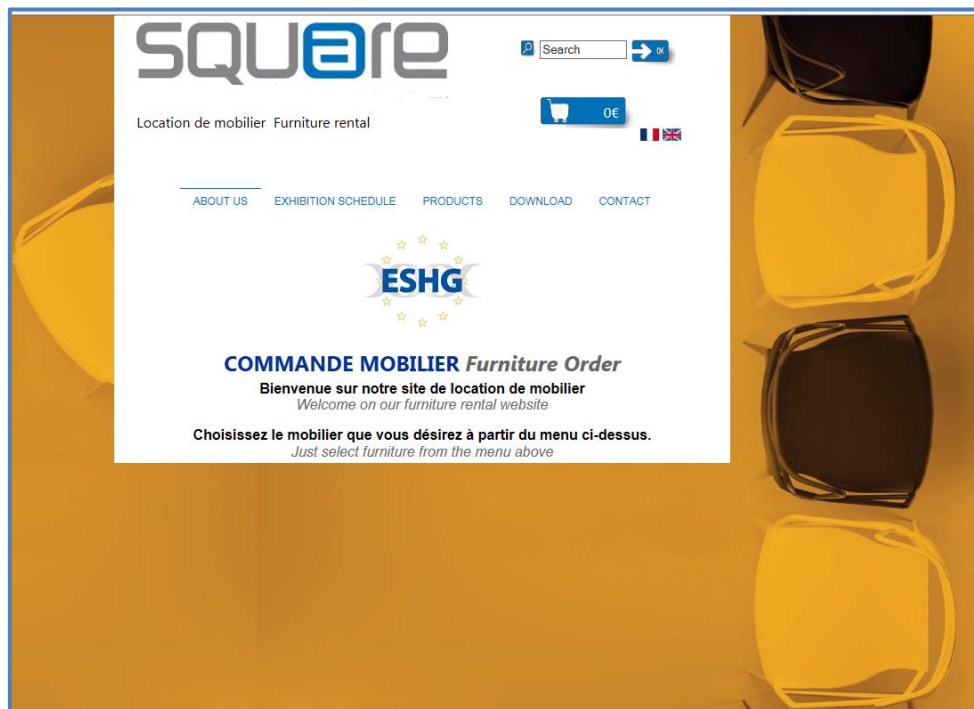 square
Search
OK
0€
Location de mobilier Furniture rental
ABOUT US EXHIBITION SCHEDULE PRODUCTS DOWNLOAD CONTACT
ESHG
COMMANDE MOBILIER Furniture Order
Bienvenue sur notre site de location de mobilier
Welcome on our furniture rental website
Choisissez le mobilier que vous désirez à partir du menu ci-dessus.
Just select furniture from the menu above